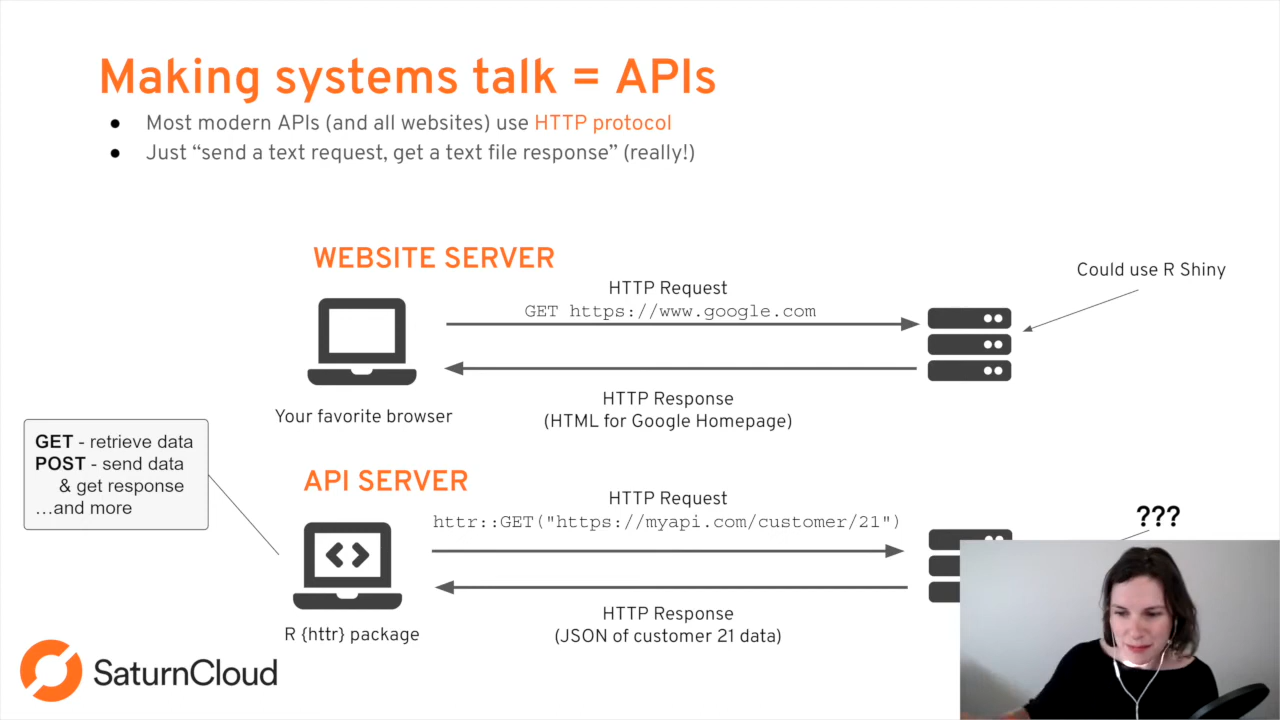 Making systems talk = APIs
● Most modern APIs (and all websites) use HTTP protocol
● Just “send a text request, get a text file response” (really!)
WEBSITE SERVER
HTTP Request
GET https://www.google.com
Could use R Shiny
HTTP Response
(HTML for Google Homepage)
Your favorite browser
GET - retrieve data
POST - send data
& get response
…and more
API SERVER
HTTP Request
httr::GET("https://myapi.com/customer/21")
???
HTTP Response
(JSON of customer 21 data)
R {httr} package
SaturnCloud